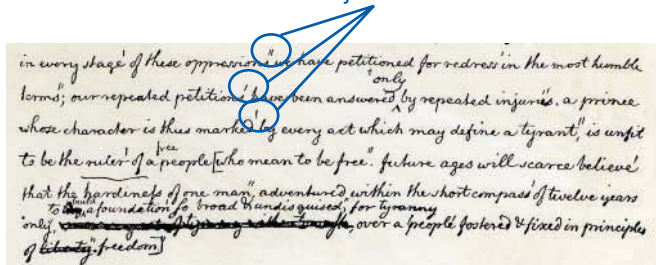 in every stage' of these oppressions" we have petitioned for redress' in the most humble
only
terms"; our repeated petitions' have been answered ^ by repeated injuries. a prince
whose character is thus marked' by every act which may define a tyrant", is unfit
free
to be the ruler' of a people [who mean to be free". future ages will scarce believe'
that the hardiness of one man", adventured within the short compass' of twelve years
to build a foundation' so broad & undisguised, for tyranny
only, over a people' fostered & fixed in principles
of liberty". freedom]